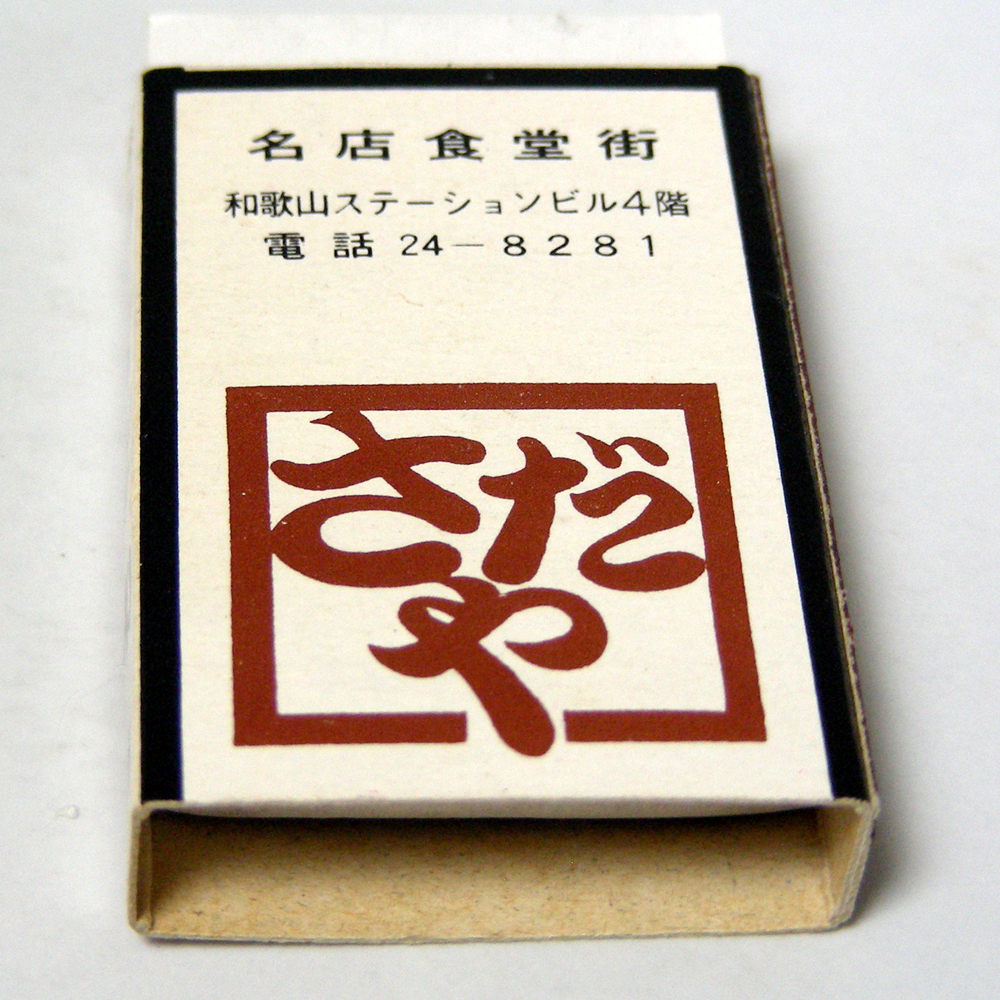 名店食堂街
和歌山ステーションビル4階
電話 24-8281
さだや